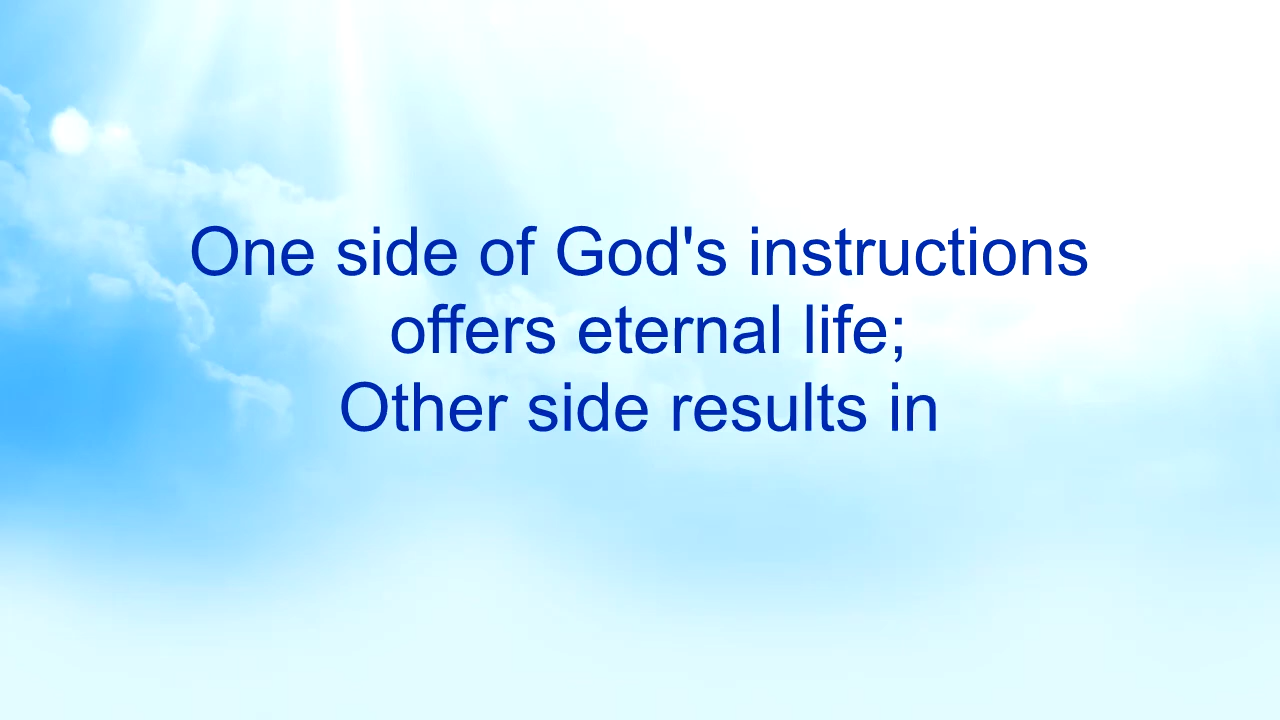 One side of God's instructions
offers eternal life;
Other side results in